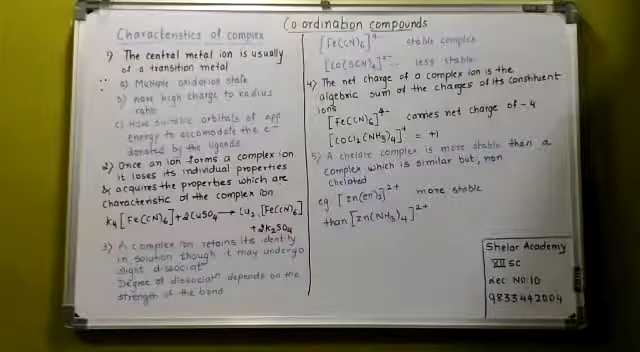 Co ordination compounds
Characteristics of complex
1) The central metal ion is usually
of a transition metal
∵ a) Multiple oxidation state
b) have high charge to radius
ratio
c) Have suitable orbitals of app
energy to accomodate the e-
donated by the ligands
2) Once an ion forms a complex ion
it loses its individual properties
& acquires the properties which are
characteristic of the complex ion.
K4[Fe(CN)6]+2CuSO4 → Cu2.[Fe(CN)6]
+2K2SO4
3) A complex ion retains its identity
in solution though it may undergo
slight dissociatn
Degree of dissociatn depends on the
strength of the bond
[Fe(CN)6]4- stable complex
[Co(SCN)4]2- less stable
4) The net charge of a complex ion is the
algebric sum of the charges of its constituent
ions
[Fe(CN)6]4- carries net charge of -4
[COCl2(NH3)4]+ = +1
5) A chelate complex is more stable than a
complex which is similar but, non
chelated
eg. [zn(en)2]2+ more stable
than [zn(NH3)4]2+
Shelar Academy
XII SC
Lec. NO: 10
9833442004